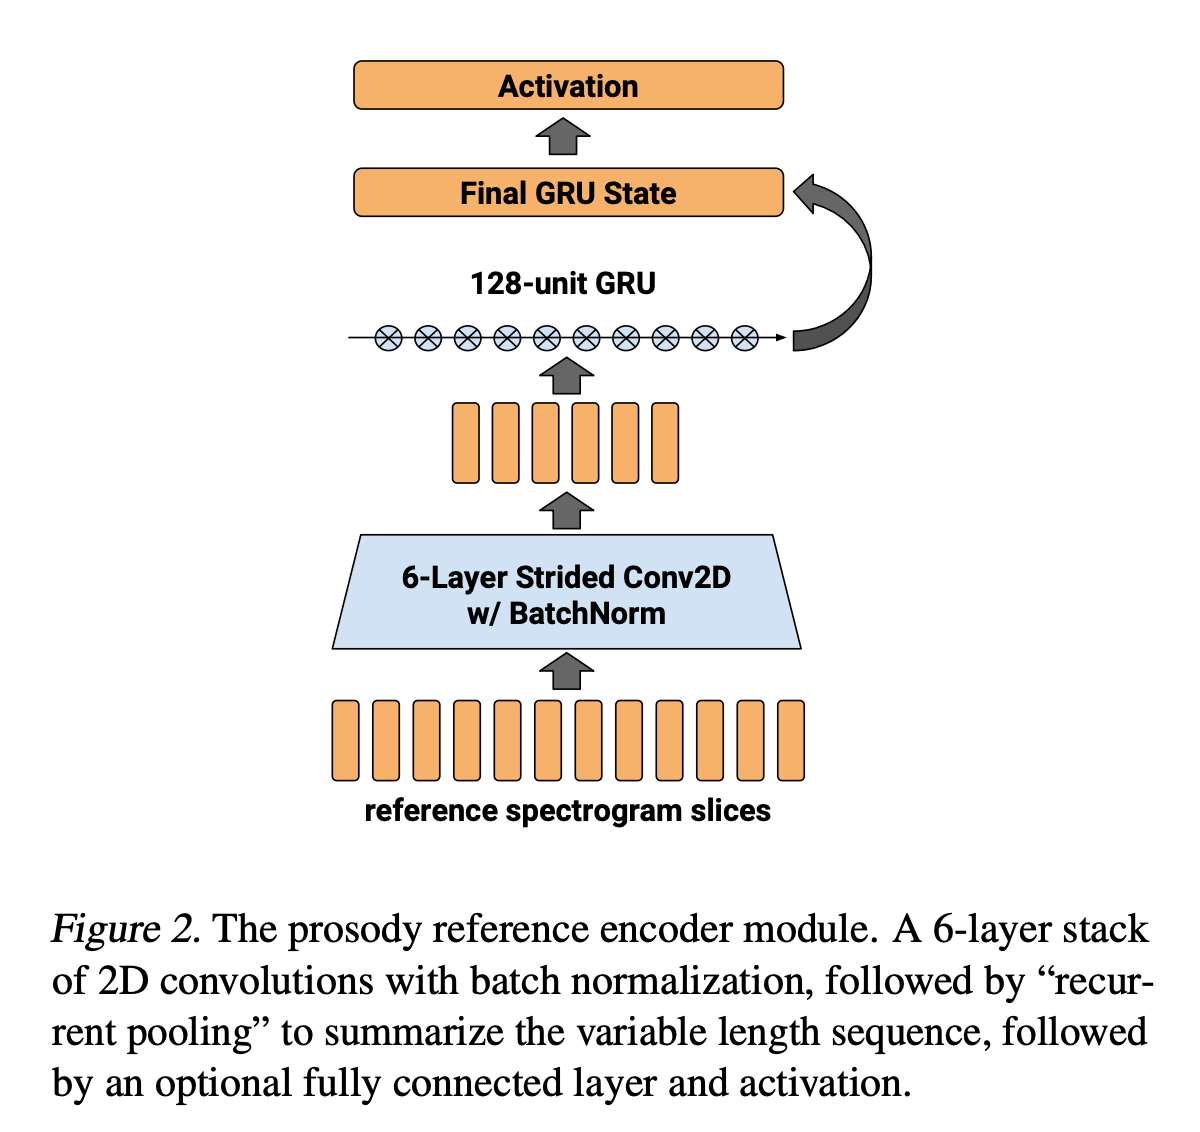 Activation
Final GRU State
128-unit GRU
6-Layer Strided Conv2D
w/ BatchNorm
reference spectrogram slices
Figure 2. The prosody reference encoder module. A 6-layer stack
of 2D convolutions with batch normalization, followed by “recur-
rent pooling” to summarize the variable length sequence, followed
by an optional fully connected layer and activation.